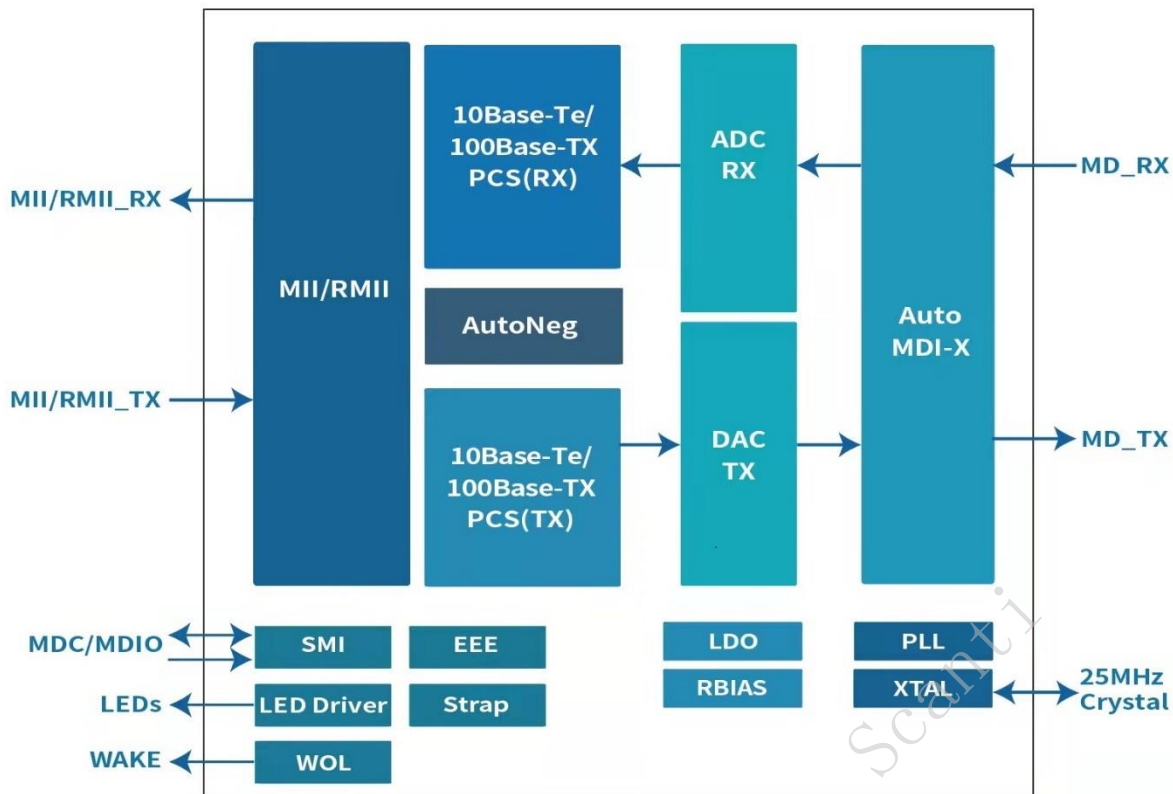 10Base-Te/
100Base-TX
PCS(RX)
ADC
RX
MD_RX
MII/RMII_RX
MII/RMII
AutoNeg
Auto
MDI-X
MII/RMII_TX
10Base-Te/
100Base-TX
PCS(TX)
DAC
TX
MD_TX
MDC/MDIO
SMI
EEE
LDO
PLL
LEDs
LED Driver
Strap
RBIAS
XTAL
25MHz
Crystal
WAKE
WOL
Scanti